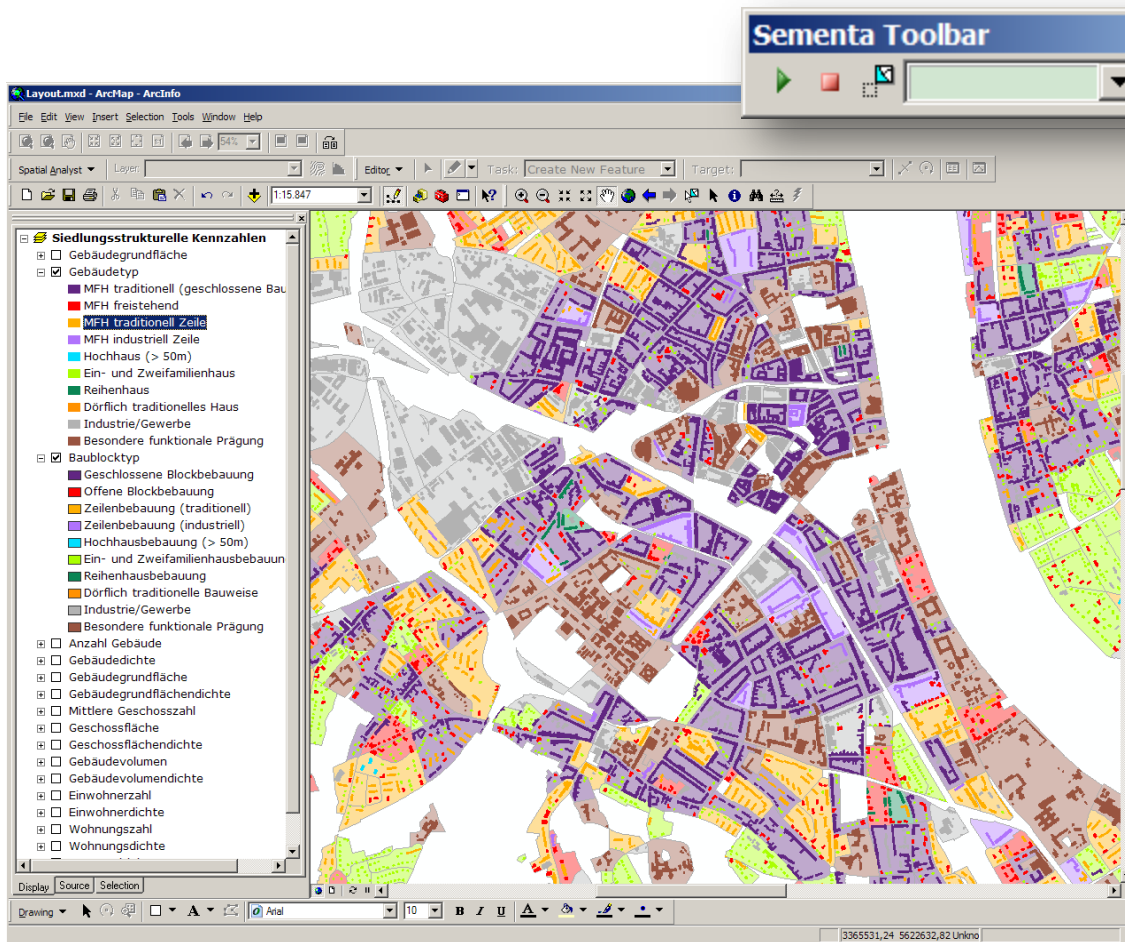 Sementa Toolbar
Layout.mxd - ArcMap - ArcInfo
File Edit View Insert Selection Tools Window Help
54%
Spatial Analyst Layer: Editor Task: Create New Feature Target:
1:15.847
Siedlungsstrukturelle Kennzahlen
Gebäudegrundfläche
Gebäudetyp
MFH traditionell (geschlossene Bau
MFH freistehend
MFH traditionell Zeile
MFH industriell Zeile
Hochhaus (> 50m)
Ein- und Zweifamilienhaus
Reihenhaus
Dörflich traditionelles Haus
Industrie/Gewerbe
Besondere funktionale Prägung
Baublocktyp
Geschlossene Blockbebauung
Offene Blockbebauung
Zeilenbebauung (traditionell)
Zeilenbebauung (industriell)
Hochhausbebauung (> 50m)
Ein- und Zweifamilienhausbebauun
Reihenhausbebauung
Dörflich traditionelle Bauweise
Industrie/Gewerbe
Besondere funktionale Prägung
Anzahl Gebäude
Gebäudedichte
Gebäudegrundfläche
Gebäudegrundflächendichte
Mittlere Geschosszahl
Geschossfläche
Geschossflächendichte
Gebäudevolumen
Gebäudevolumendichte
Einwohnerzahl
Einwohnerdichte
Wohnungszahl
Wohnungsdichte
Display Source Selection
Drawing A Arial 10 B I U A
3365531,24 5622632,82 Unkno